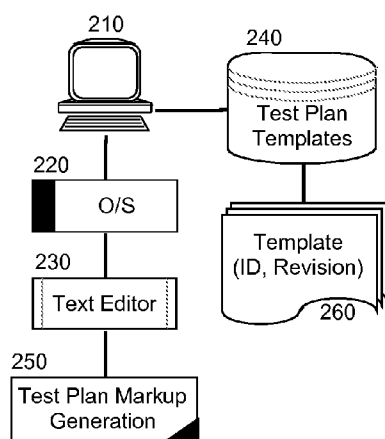 210
240
Test Plan
Templates
220
O/S
230
Text Editor
Template
(ID, Revision)
260
250
Test Plan Markup
Generation